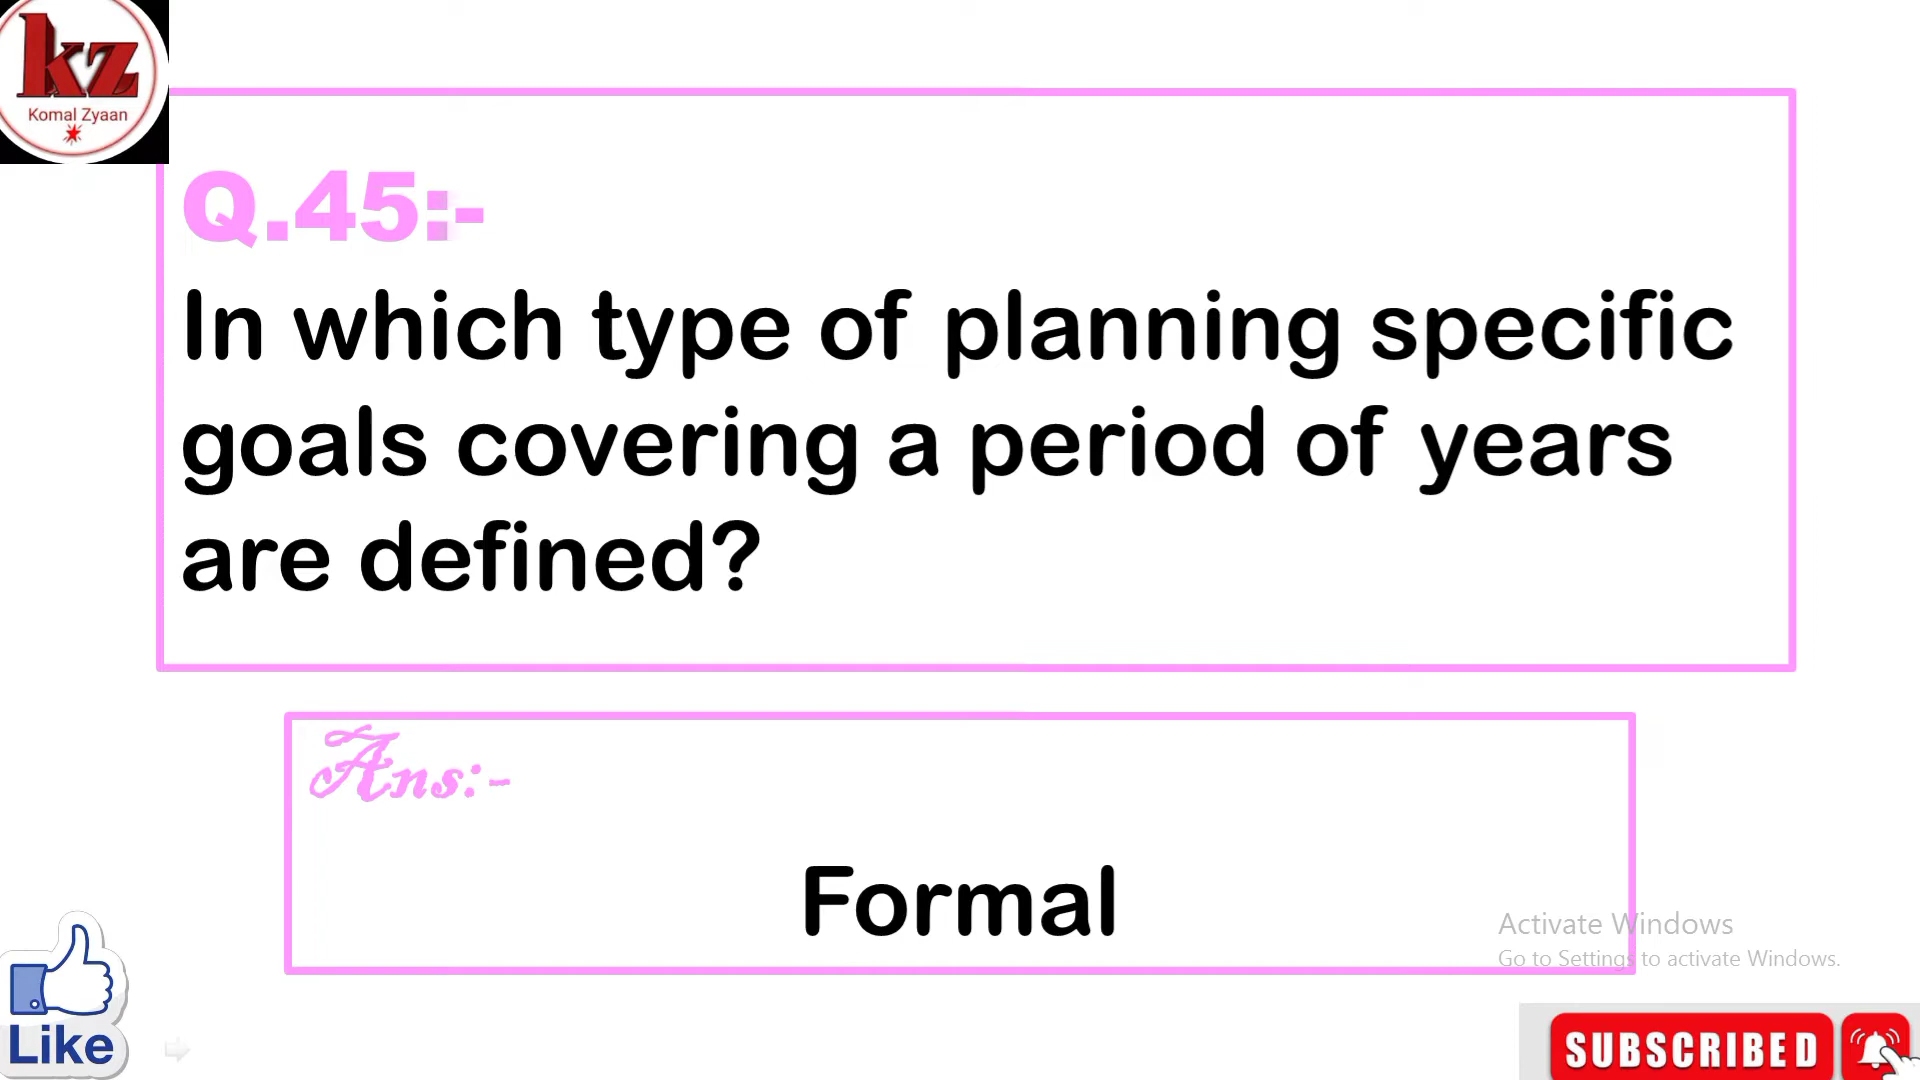 kz
Komal Zyaan
Q.45:-
In which type of planning specific
goals covering a period of years
are defined?
Ans:-
Formal
Activate Windows
Go to Settings to activate Windows.
Like
SUBSCRIBED